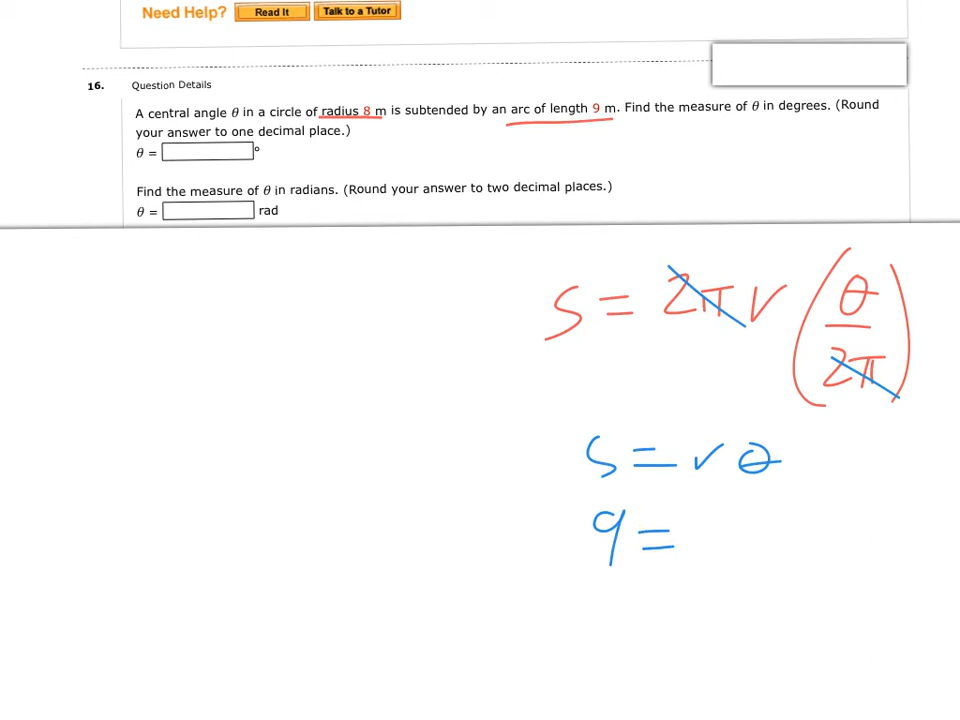 Need Help? Read It Talk to a Tutor
16. Question Details
A central angle θ in a circle of radius 8 m is subtended by an arc of length 9 m. Find the measure of θ in degrees. (Round
your answer to one decimal place.)
θ = °
Find the measure of θ in radians. (Round your answer to two decimal places.)
θ = rad
S = 2πr (θ/2π)
S = rθ
9 =